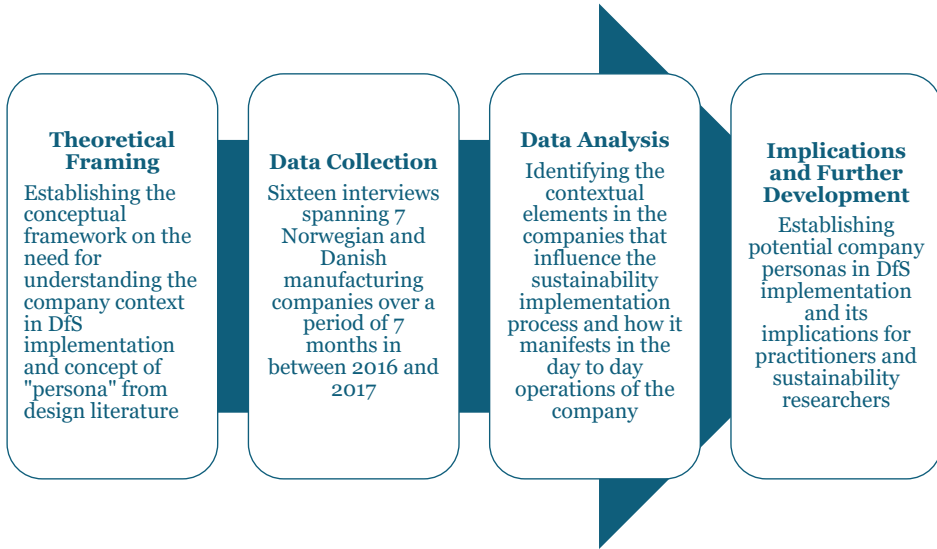 Theoretical
Framing
Establishing the
conceptual
framework on the
need for
understanding the
company context
in DfS
implementation
and concept of
"persona" from
design literature
Data Collection
Sixteen interviews
spanning 7
Norwegian and
Danish
manufacturing
companies over a
period of 7
months in
between 2016 and
2017
Data Analysis
Identifying the
contextual
elements in the
companies that
influence the
sustainability
implementation
process and how it
manifests in the
day to day
operations of the
company
Implications
and Further
Development
Establishing
potential company
personas in DfS
implementation
and its
implications for
practitioners and
sustainability
researchers